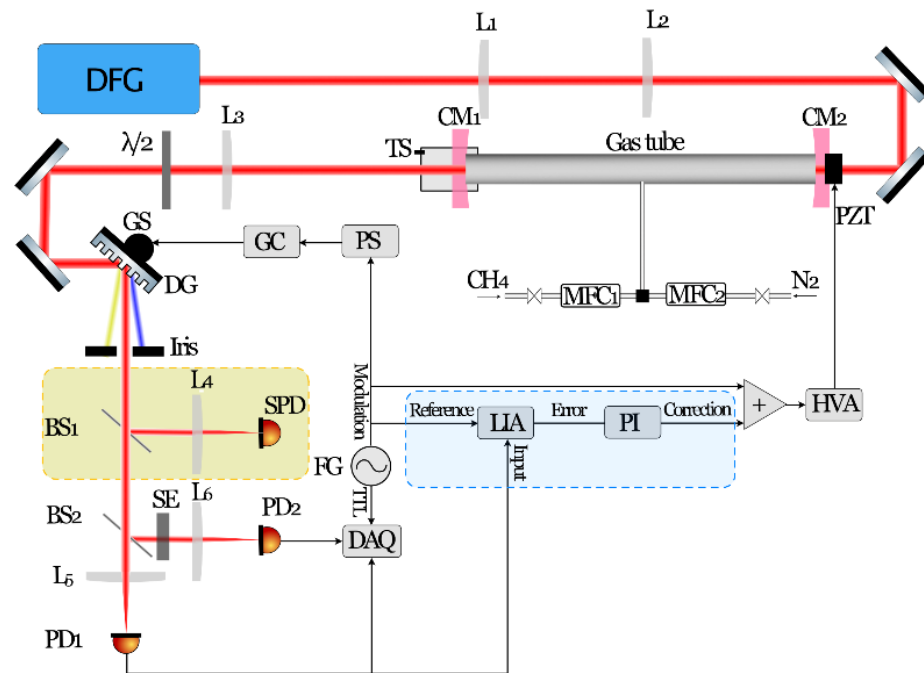 L1
L2
DFG
L3
CM1
CM2
λ/2
TS
Gas tube
GS
PZT
GC
PS
DG
CH4
MFC1
MFC2
N2
Iris
Modulation
L4
SPD
Reference
Error
Correction
+
BS1
LIA
PI
HVA
FG
Input
TTL
L6
SE
PD2
BS2
DAQ
L5
PD1